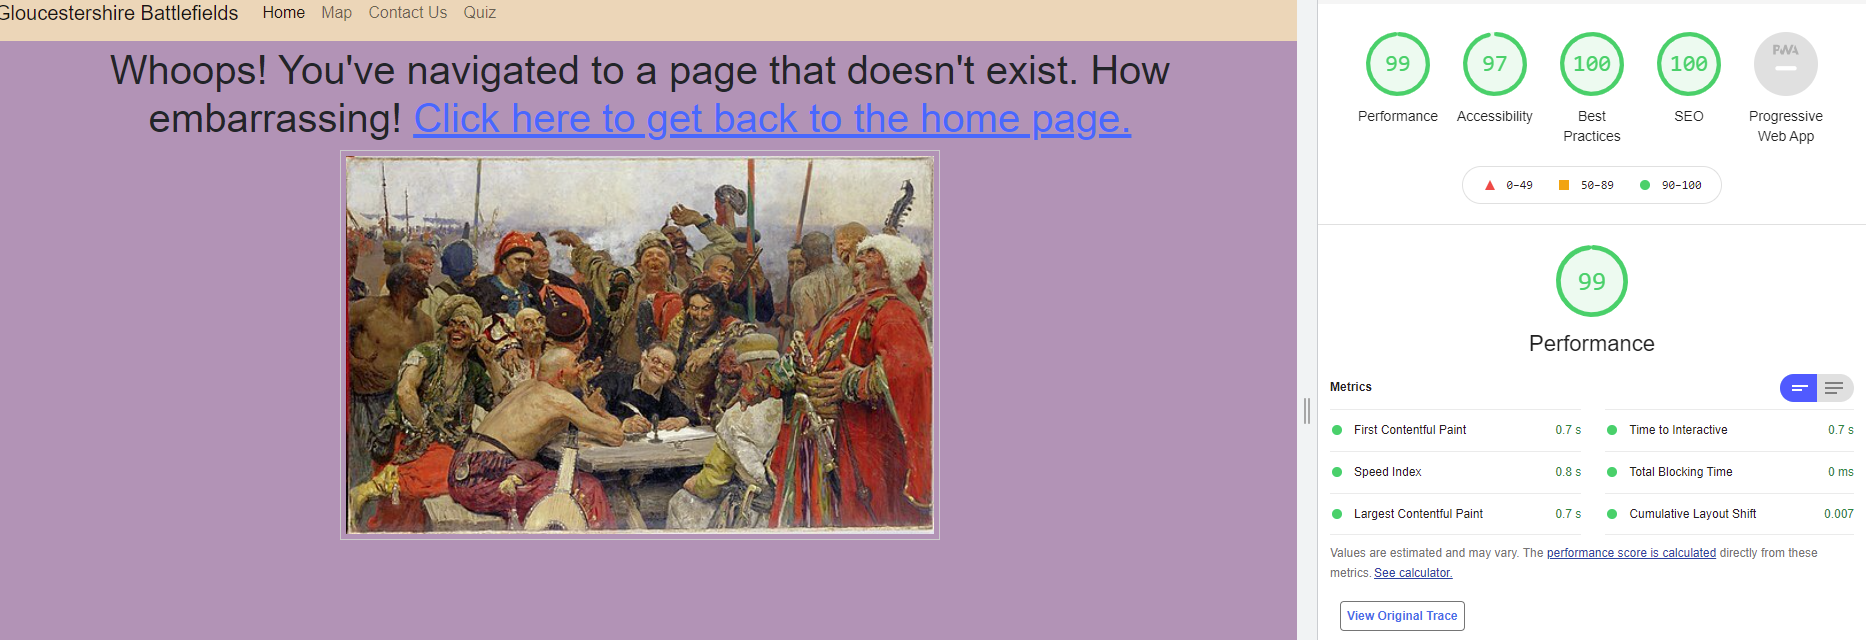 Gloucestershire Battlefields Home Map Contact Us Quiz
Whoops! You've navigated to a page that doesn't exist. How
embarrassing! Click here to get back to the home page.
99 97 100 100 PWA
Performance Accessibility Best Practices SEO Progressive Web App
0–49 50–89 90–100
99
Performance
Metrics
First Contentful Paint 0.7 s
Time to Interactive 0.7 s
Speed Index 0.8 s
Total Blocking Time 0 ms
Largest Contentful Paint 0.7 s
Cumulative Layout Shift 0.007
Values are estimated and may vary. The performance score is calculated directly from these
metrics. See calculator.
View Original Trace